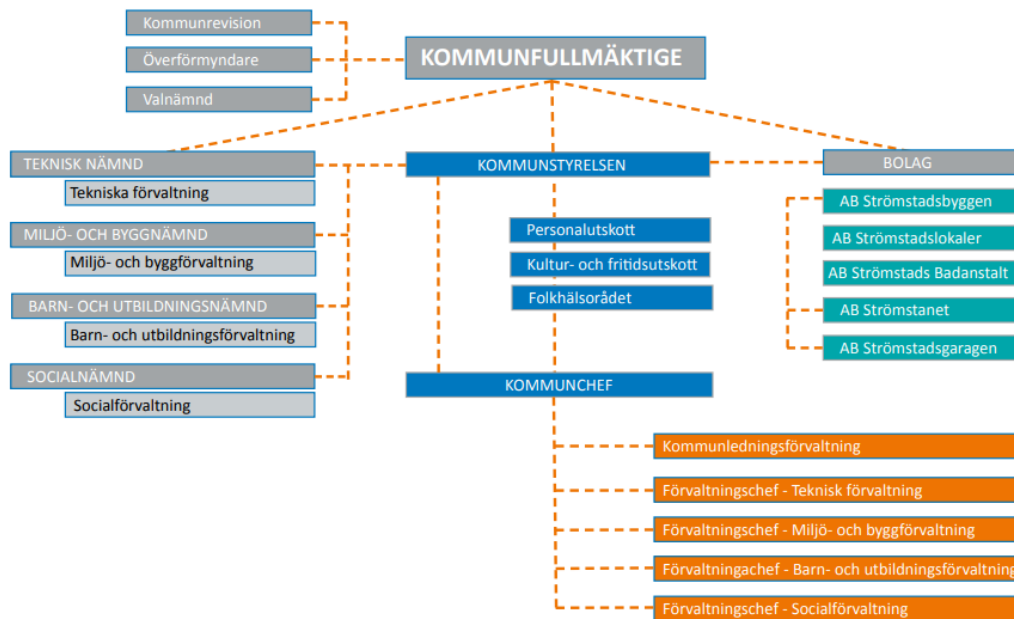 Kommunrevision
Överförmyndare
Valnämnd
KOMMUNFULLMÄKTIGE
TEKNISK NÄMND
Tekniska förvaltning
MILJÖ- OCH BYGGNÄMND
Miljö- och byggförvaltning
BARN- OCH UTBILDNINGSNÄMND
Barn- och utbildningsförvaltning
SOCIALNÄMND
Socialförvaltning
KOMMUNSTYRELSEN
Personalutskott
Kultur- och fritidsutskott
Folkhälsorådet
KOMMUNCHEF
BOLAG
AB Strömstadsbyggen
AB Strömstadslokaler
AB Strömstads Badanstalt
AB Strömstanet
AB Strömstadsgaragen
Kommunledningsförvaltning
Förvaltningschef - Teknisk förvaltning
Förvaltningschef - Miljö- och byggförvaltning
Förvaltningachef - Barn- och utbildningsförvaltning
Förvaltningschef - Socialförvaltning